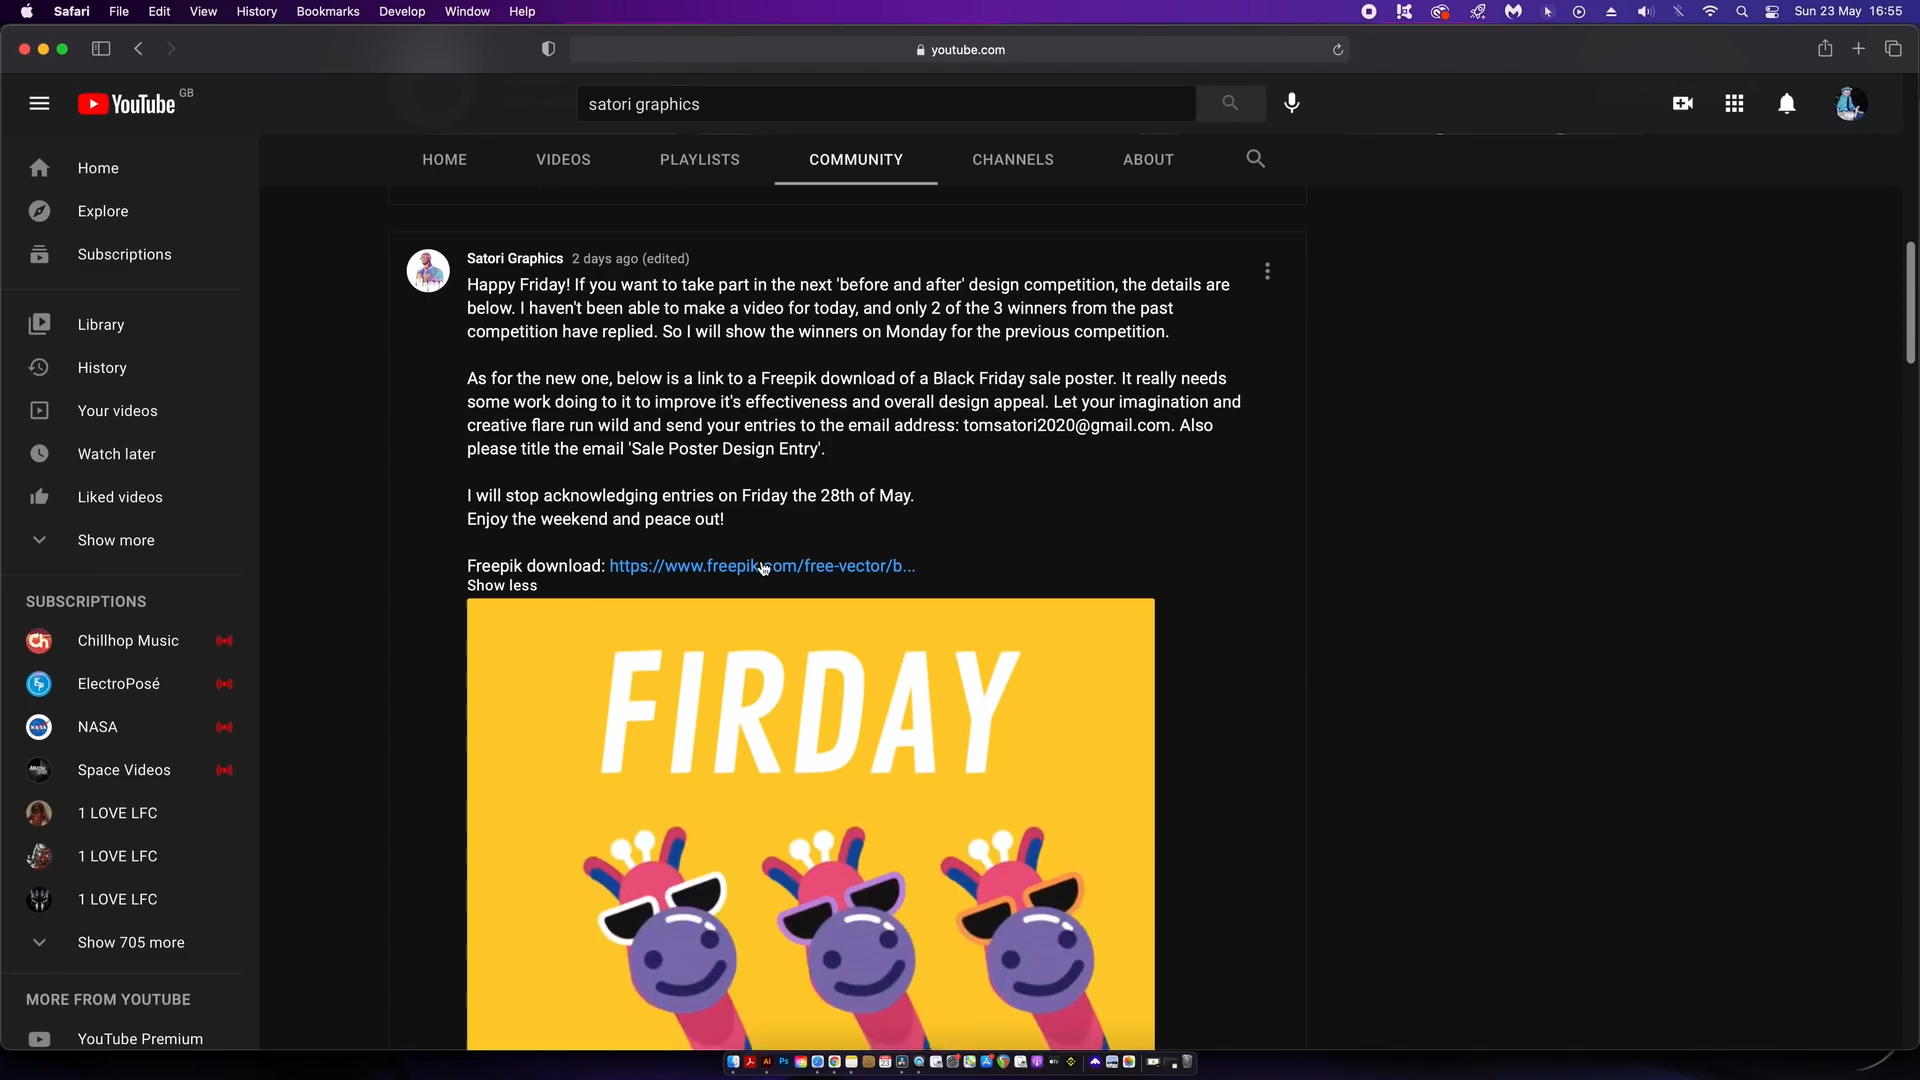 Safari File Edit View History Bookmarks Develop Window Help
Sun 23 May 16:55
youtube.com
YouTube GB
satori graphics
HOME VIDEOS PLAYLISTS COMMUNITY CHANNELS ABOUT
Home
Explore
Subscriptions
Library
History
Your videos
Watch later
Liked videos
Show more
SUBSCRIPTIONS
Chillhop Music
ElectroPosé
NASA
Space Videos
1 LOVE LFC
1 LOVE LFC
1 LOVE LFC
Show 705 more
MORE FROM YOUTUBE
YouTube Premium
Satori Graphics 2 days ago (edited)
Happy Friday! If you want to take part in the next 'before and after' design competition, the details are
below. I haven't been able to make a video for today, and only 2 of the 3 winners from the past
competition have replied. So I will show the winners on Monday for the previous competition.
As for the new one, below is a link to a Freepik download of a Black Friday sale poster. It really needs
some work doing to it to improve it's effectiveness and overall design appeal. Let your imagination and
creative flare run wild and send your entries to the email address: tomsatori2020@gmail.com. Also
please title the email 'Sale Poster Design Entry'.
I will stop acknowledging entries on Friday the 28th of May.
Enjoy the weekend and peace out!
Freepik download: https://www.freepik.com/free-vector/b...
Show less
FIRDAY